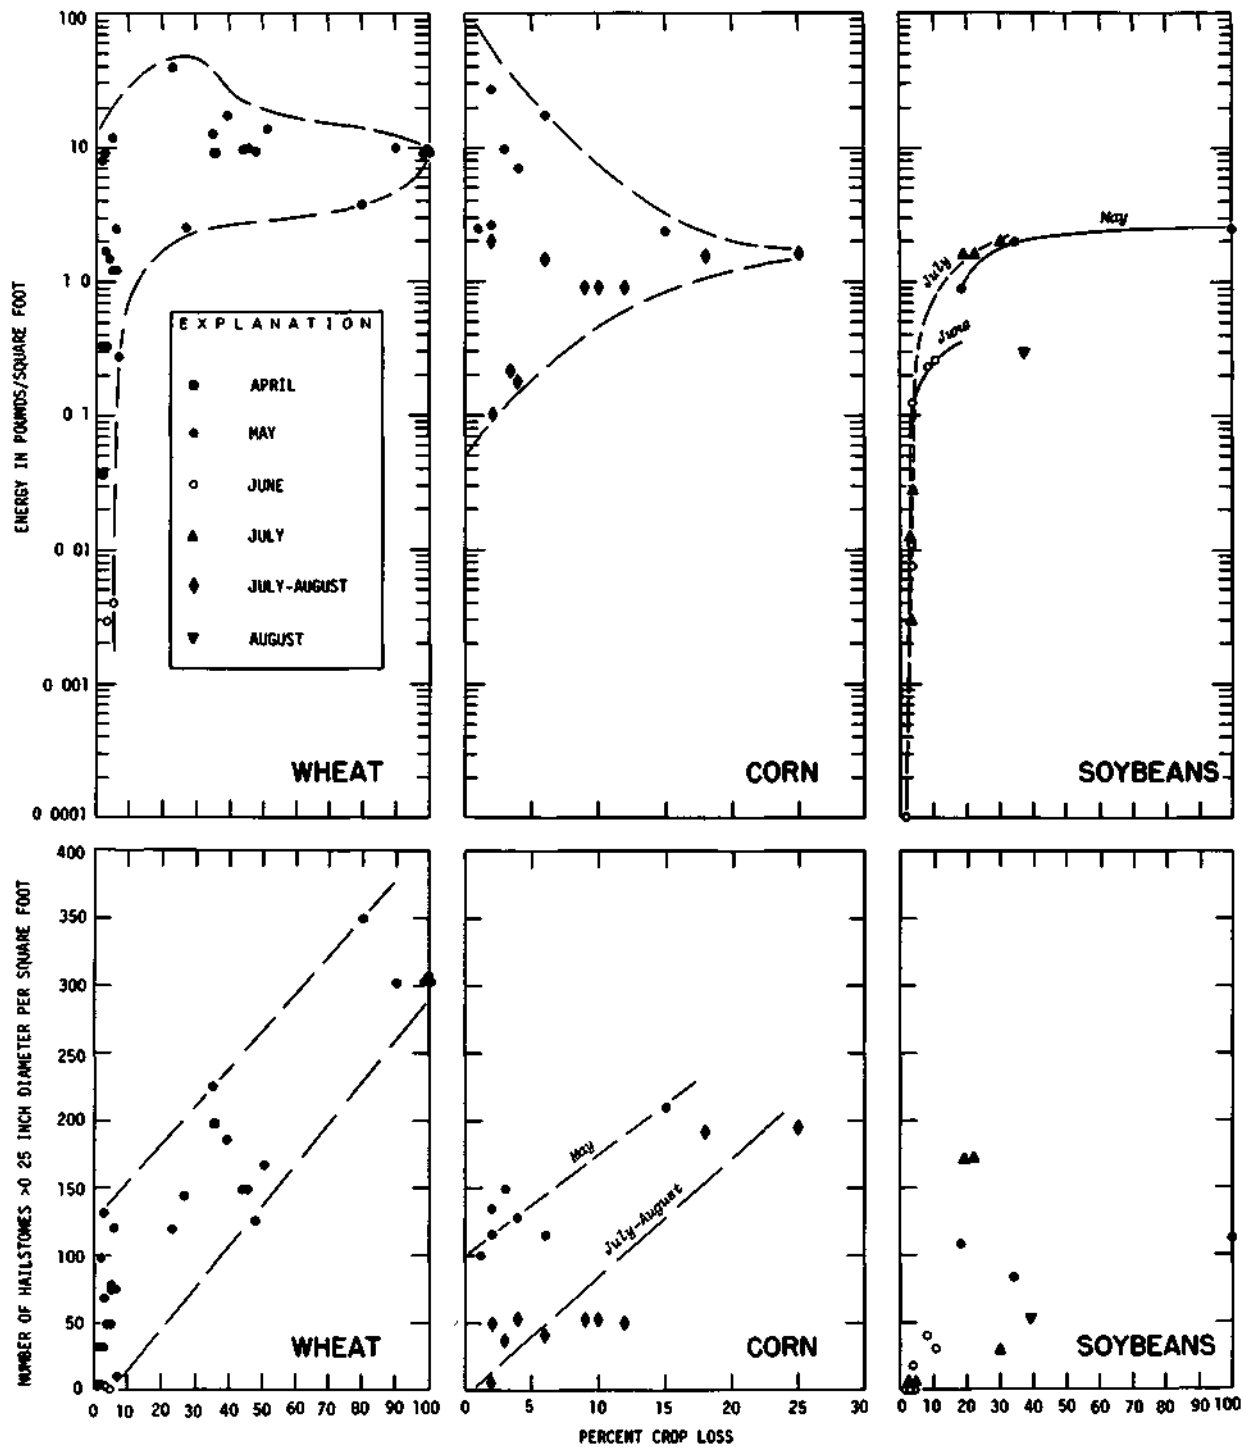 100
10
1 0
0 1
0 01
0 001
0 0001
ENERGY IN POUNDS/SQUARE FOOT
EXPLANATION
APRIL
MAY
JUNE
JULY
JULY-AUGUST
AUGUST
WHEAT
CORN
May
July
June
SOYBEANS
400
350
300
250
200
150
100
50
0
NUMBER OF HAILSTONES >0 25 INCH DIAMETER PER SQUARE FOOT
WHEAT
May
July-August
CORN
SOYBEANS
0 10 20 30 40 50 60 70 80 90 100
0 5 10 15 20 25 30
0 10 20 30 40 50 60 70 80 90 100
PERCENT CROP LOSS